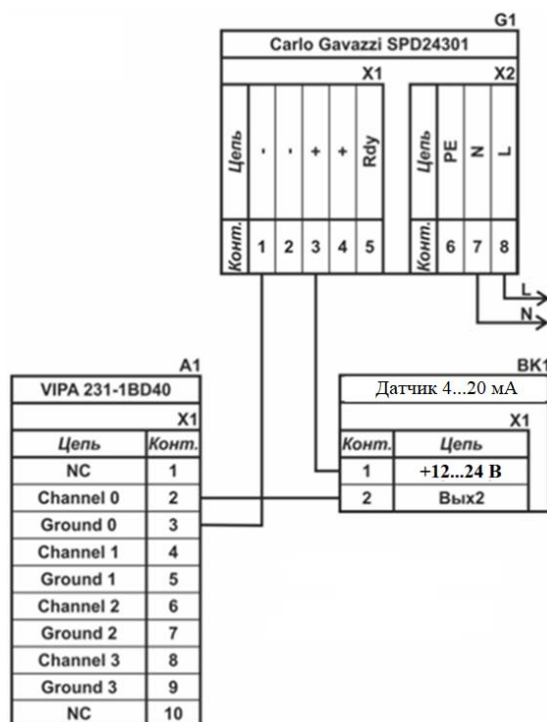 G1
Carlo Gavazzi SPD24301
X1
X2
Цепь
-
-
+
+
Rdy
Цепь
PE
N
L
Конт.
1
2
3
4
5
Конт.
6
7
8
L
N
A1
VIPA 231-1BD40
X1
Цепь Конт.
NC 1
Channel 0 2
Ground 0 3
Channel 1 4
Ground 1 5
Channel 2 6
Ground 2 7
Channel 3 8
Ground 3 9
NC 10
BK1
Датчик 4...20 мА
X1
Конт. Цепь
1 +12...24 В
2 Вых2